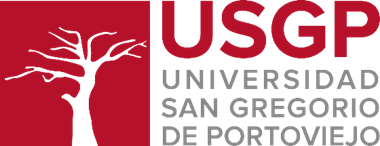 USGP
UNIVERSIDAD
SAN GREGORIO
DE PORTOVIEJO